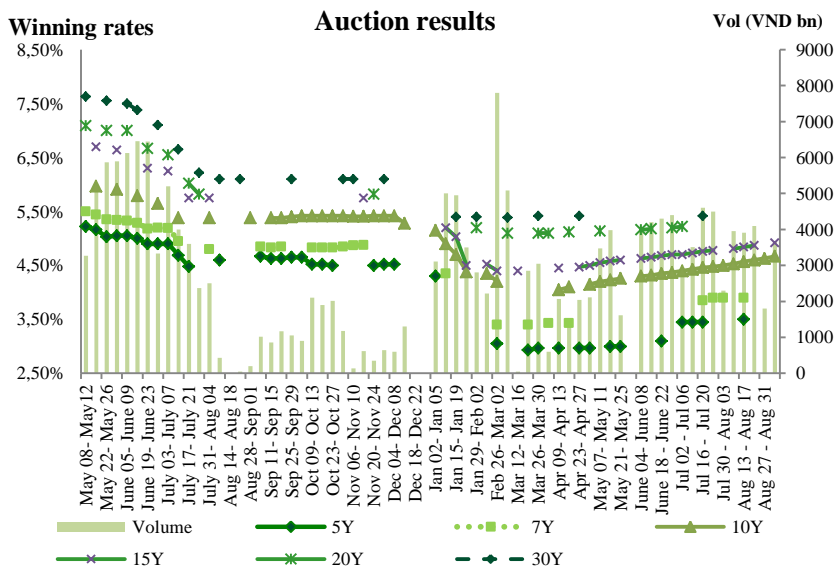 Winning rates
Auction results
Vol (VND bn)
8,50%
7,50%
6,50%
5,50%
4,50%
3,50%
2,50%
9000
8000
7000
6000
5000
4000
3000
2000
1000
0
May 08- May 12
May 22- May 26
June 05- June 09
June 19- June 23
July 03- July 07
July 17- July 21
July 31- Aug 04
Aug 14- Aug 18
Aug 28- Sep 01
Sep 11- Sep 15
Sep 25- Sep 29
Oct 09- Oct 13
Oct 23- Oct 27
Nov 06- Nov 10
Nov 20- Nov 24
Dec 04- Dec 08
Dec 18- Dec 22
Jan 02- Jan 05
Jan 15- Jan 19
Jan 29- Feb 02
Feb 26- Mar 02
Mar 12- Mar 16
Mar 26- Mar 30
Apr 09- Apr 13
Apr 23- Apr 27
May 07- May 11
May 21- May 25
June 04 - June 08
June 18 - June 22
Jul 02 - Jul 06
Jul 16 - Jul 20
Jul 30 - Aug 03
Aug 13 - Aug 17
Aug 27 - Aug 31
Volume 5Y 7Y 10Y
15Y 20Y 30Y